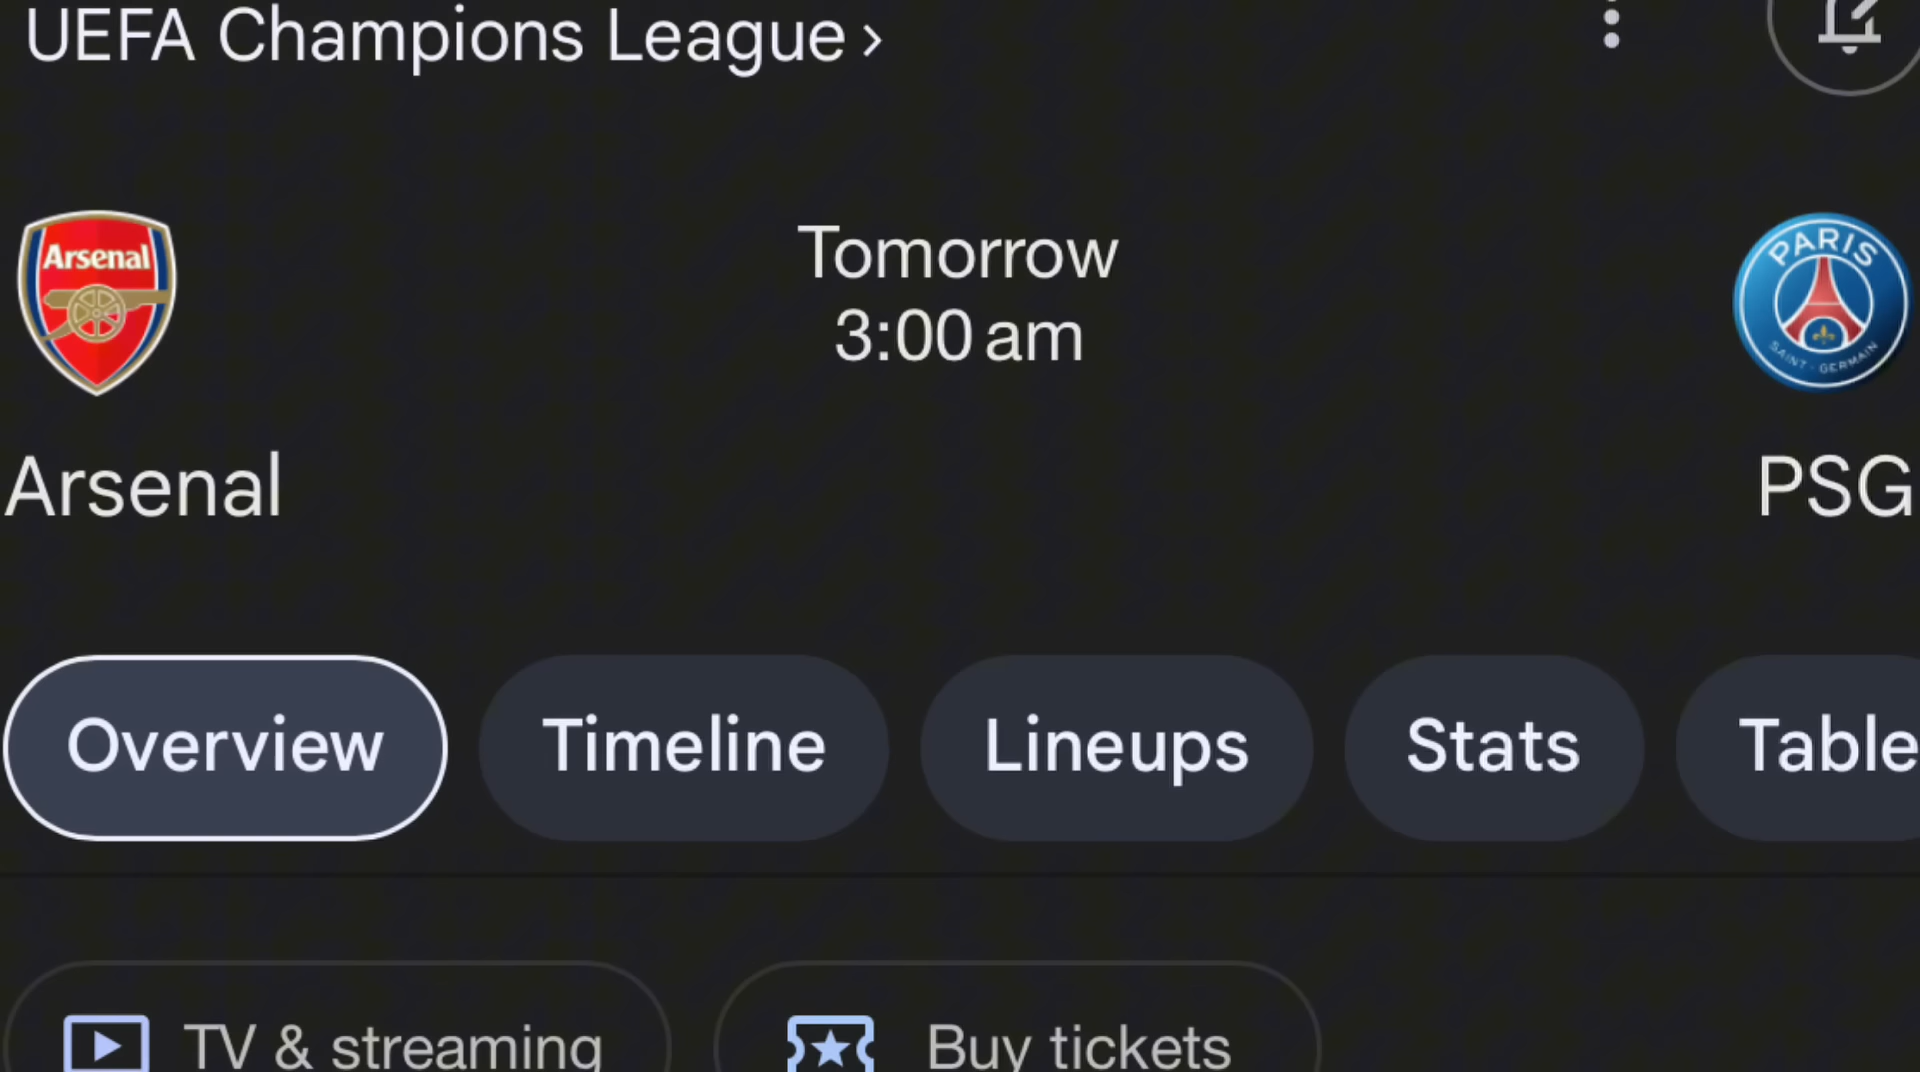 UEFA Champions League
Arsenal
Tomorrow
3:00 am
PARIS
SAINT-GERMAIN
Arsenal
PSG
Overview
Timeline
Lineups
Stats
Table
TV & streaming
Buy tickets